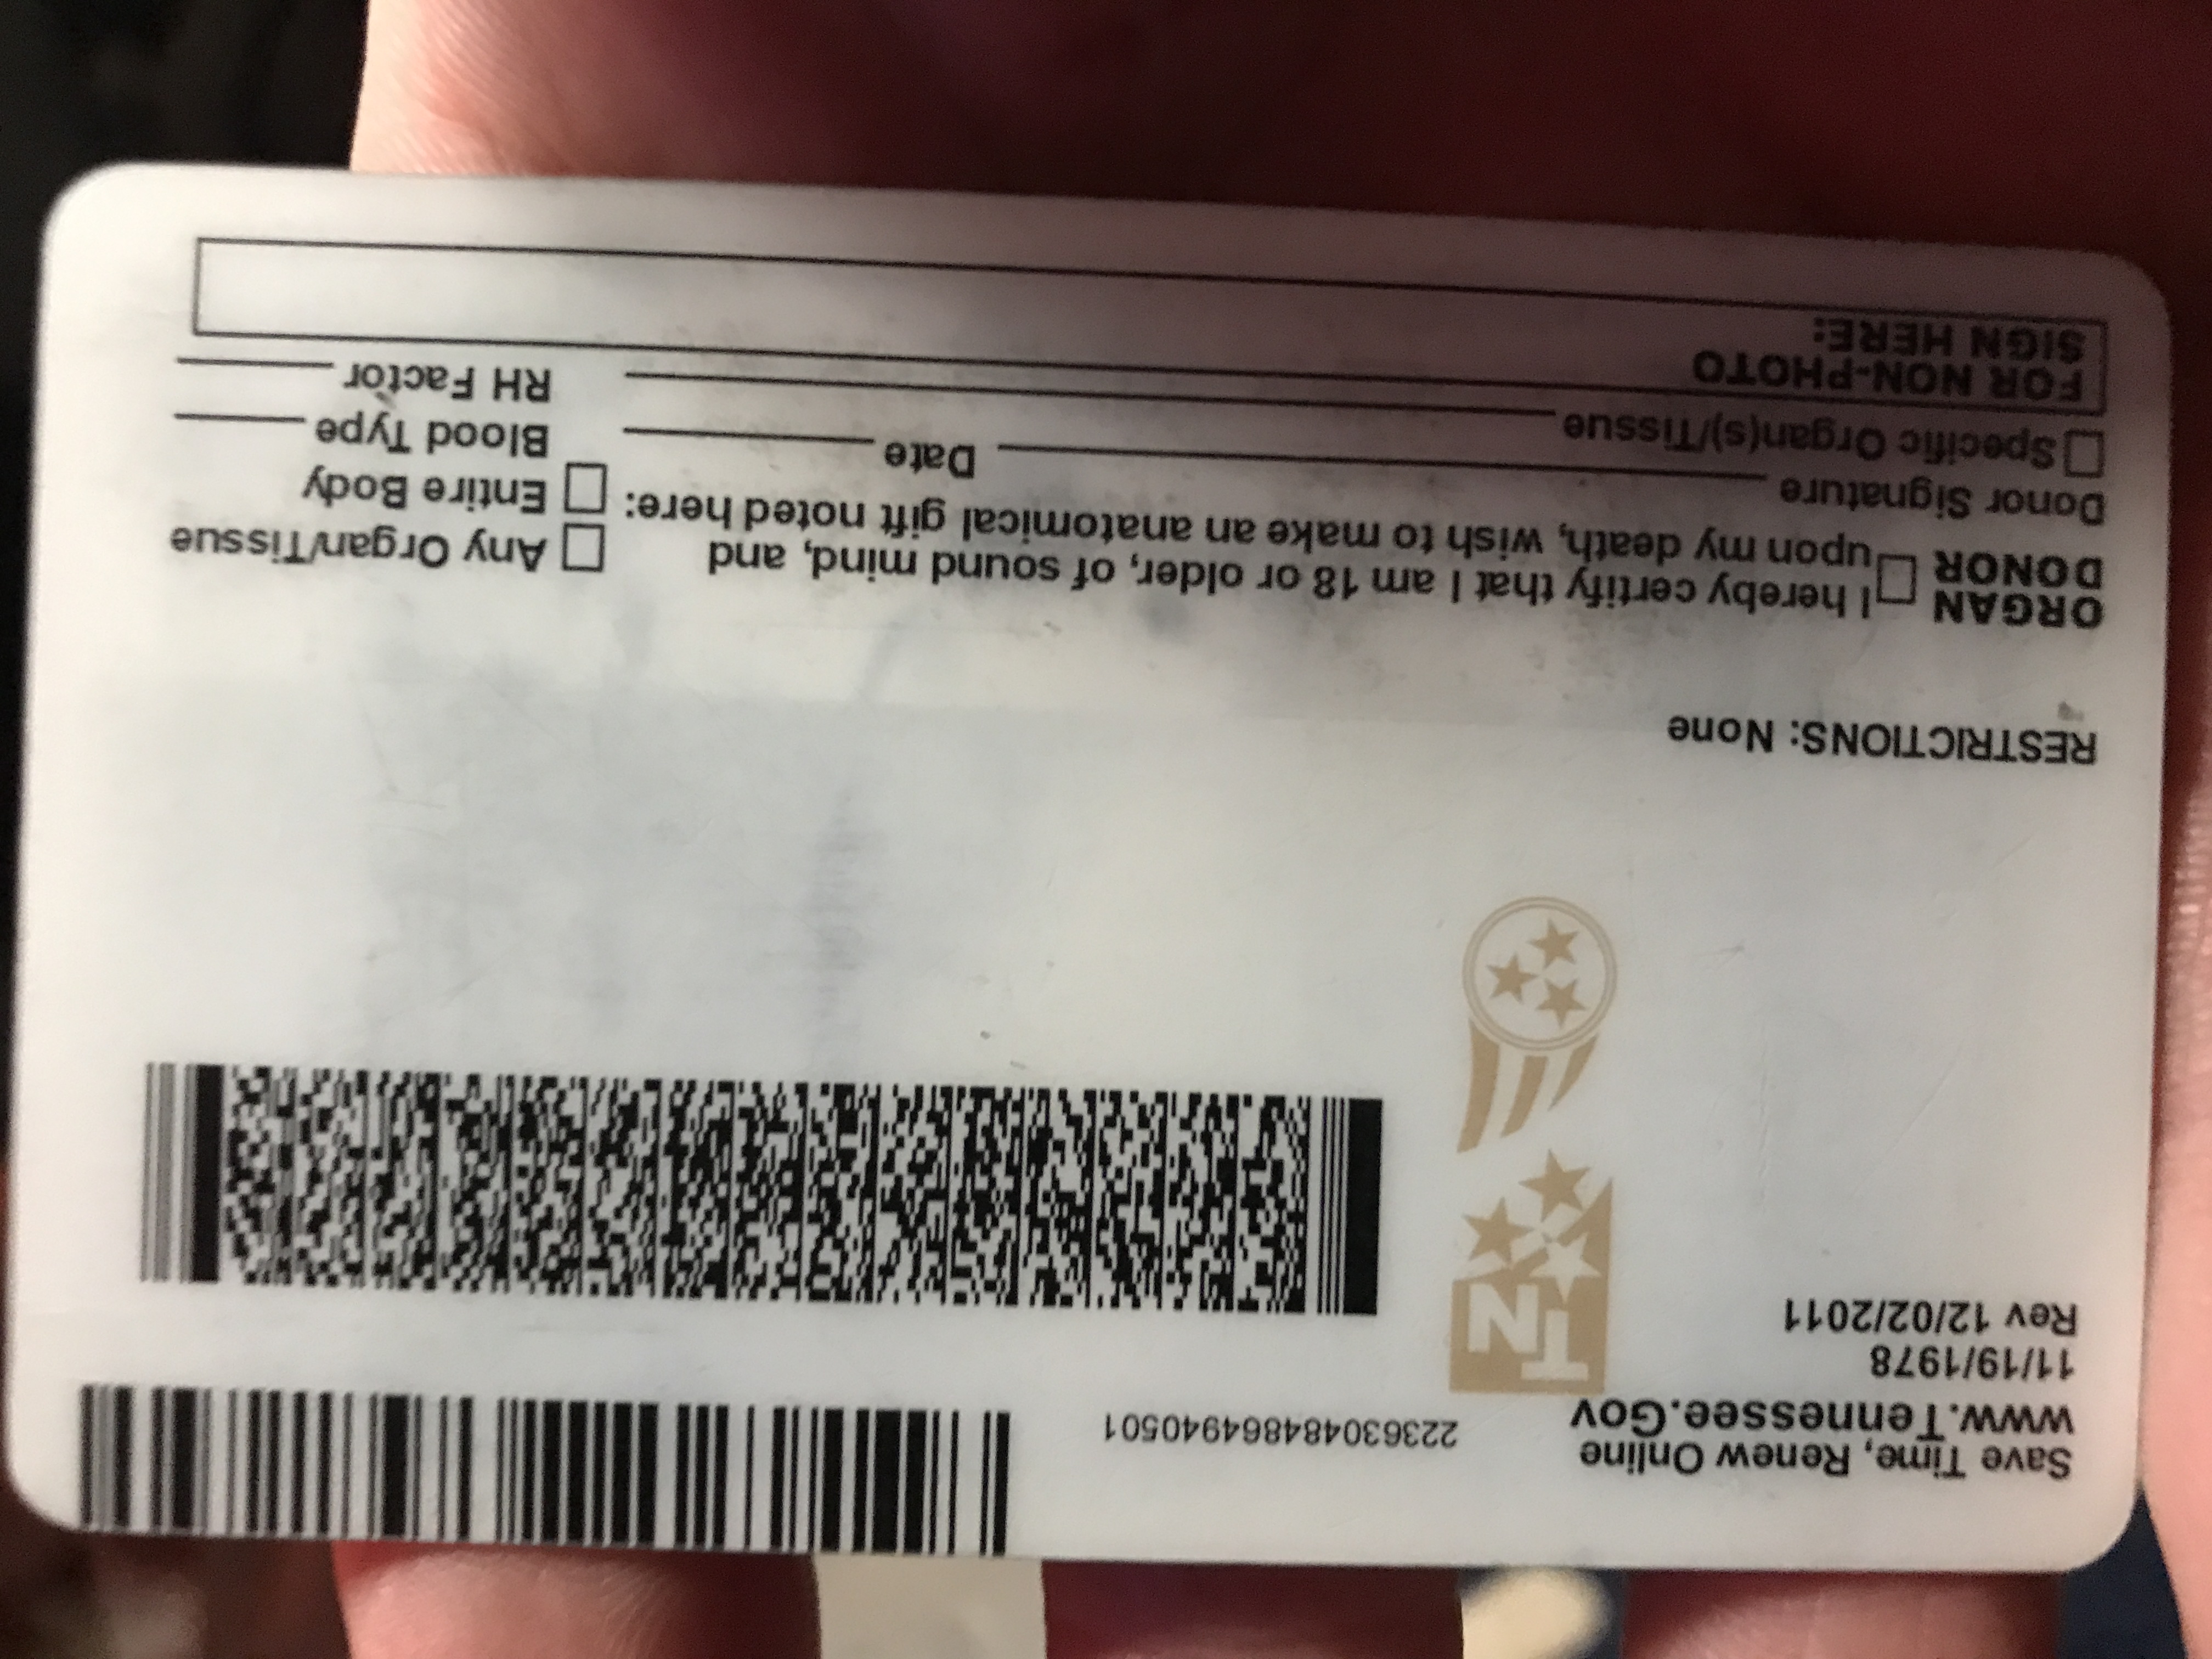 Save Time, Renew Online
www.Tennessee.Gov
11/19/1978
Rev 12/02/2011
2236304848649 40501
TN
RESTRICTIONS: None
ORGAN
DONOR
I hereby certify that I am 18 or older, of sound mind, and
upon my death, wish to make an anatomical gift noted here:
Donor Signature
Date
Specific Organ(s)/Tissue
Any Organ/Tissue
Entire Body
Blood Type
RH Factor
FOR NON-PHOTO
SIGN HERE: